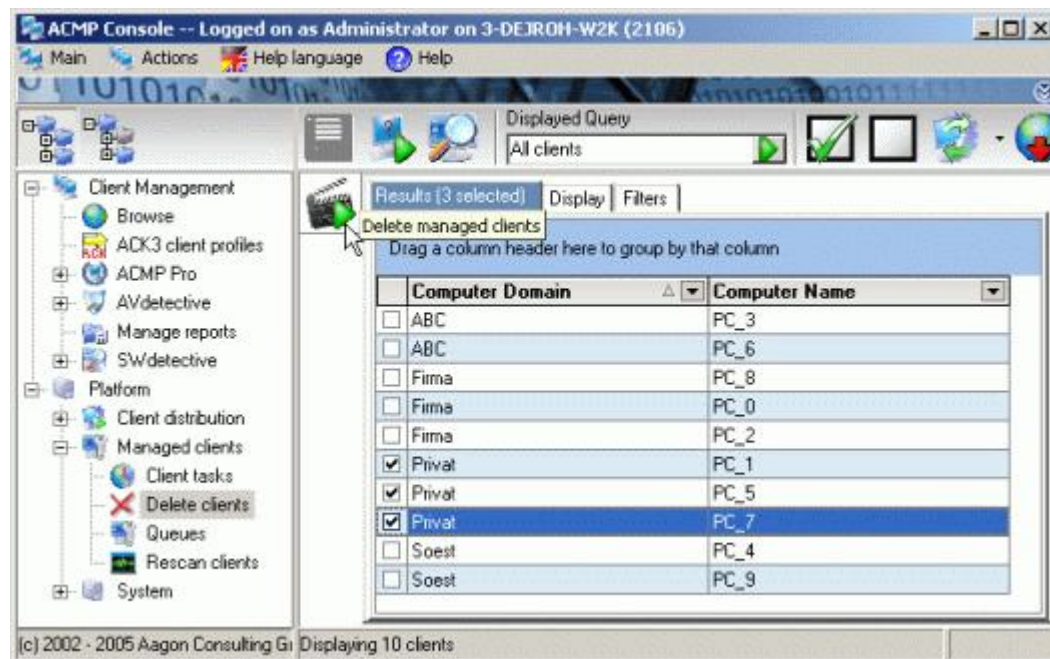 ACMP Console -- Logged on as Administrator on 3-DEJROH-W2K (2106)
Main Actions Help language Help
Displayed Query
All clients
Client Management
Browse
ACK3 client profiles
ACMP Pro
AVdetective
Manage reports
SWdetective
Platform
Client distribution
Managed clients
Client tasks
Delete clients
Queues
Rescan clients
System
Results (3 selected) Display Filters
Delete managed clients
Drag a column header here to group by that column
Computer Domain Computer Name
ABC PC_3
ABC PC_6
Firma PC_8
Firma PC_0
Firma PC_2
Privat PC_1
Privat PC_5
Privat PC_7
Soest PC_4
Soest PC_9
(c) 2002 - 2005 Aagon Consulting Displaying 10 clients